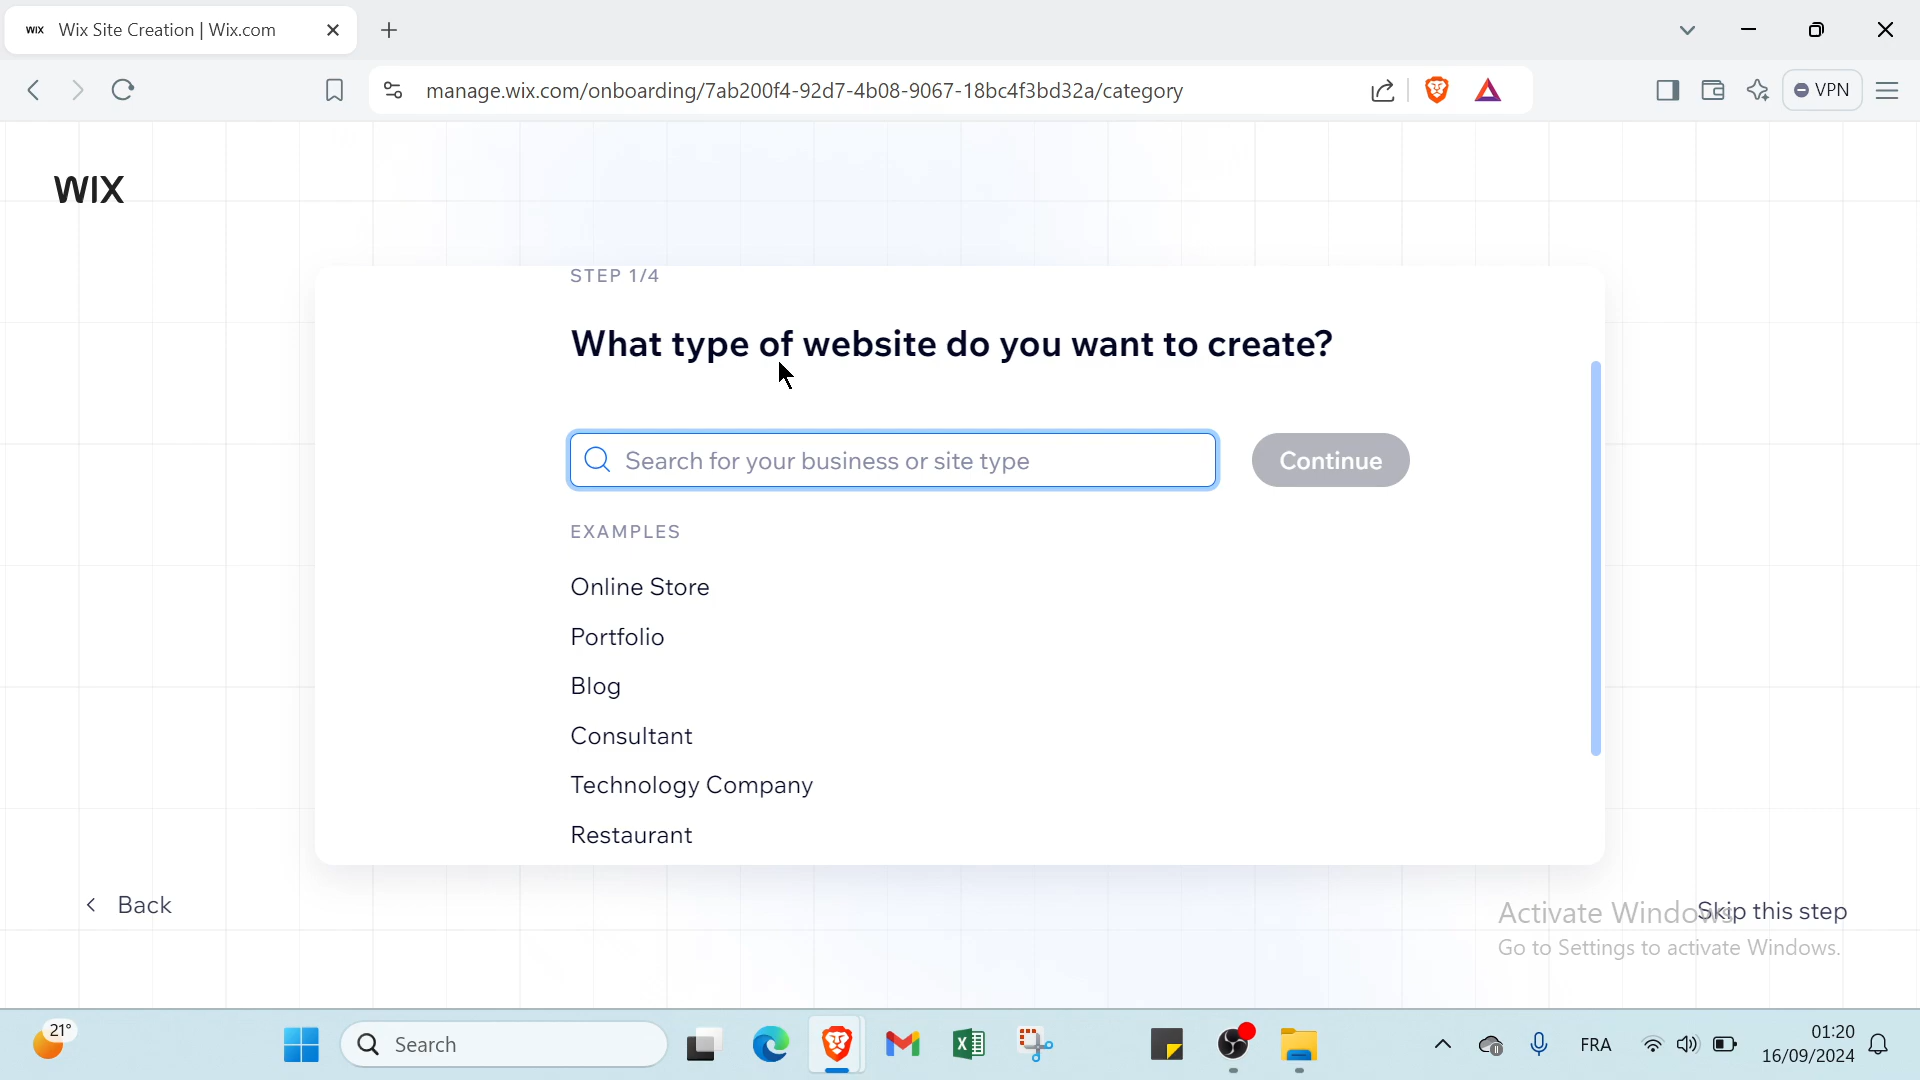 WIX Wix Site Creation | Wix.com
manage.wix.com/onboarding/7ab200f4-92d7-4b08-9067-18bc4f3bd32a/category
VPN
WIX
STEP 1/4
What type of website do you want to create?
Search for your business or site type
Continue
EXAMPLES
Online Store
Portfolio
Blog
Consultant
Technology Company
Restaurant
Back
Activate Windows
Skip this step
Go to Settings to activate Windows.
21°
Search
FRA
01:20
16/09/2024